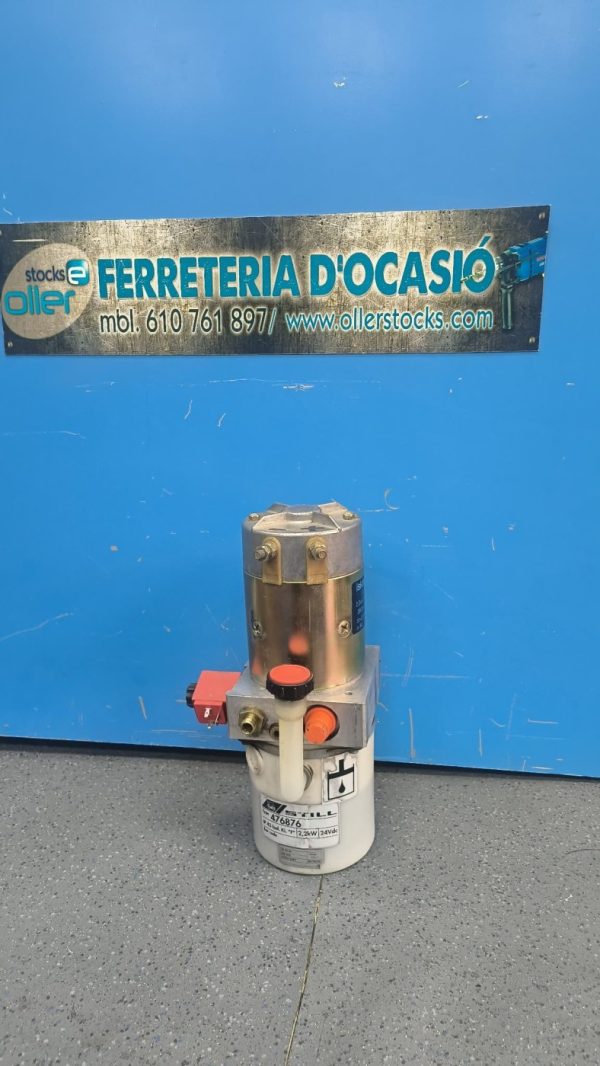 stocks
oller
FERRETERIA D'OCASIÓ
mbl. 610 761 897/ www.ollerstocks.com
STILL
476876
2,2kW
24Vdc